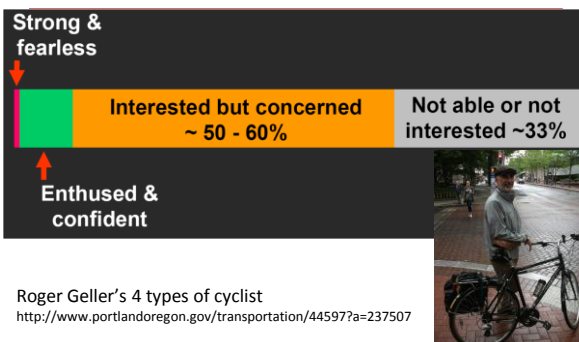 Strong &
fearless
Interested but concerned
~ 50 - 60%
Not able or not
interested ~33%
Enthused &
confident
Roger Geller’s 4 types of cyclist
http://www.portlandoregon.gov/transportation/44597?a=237507